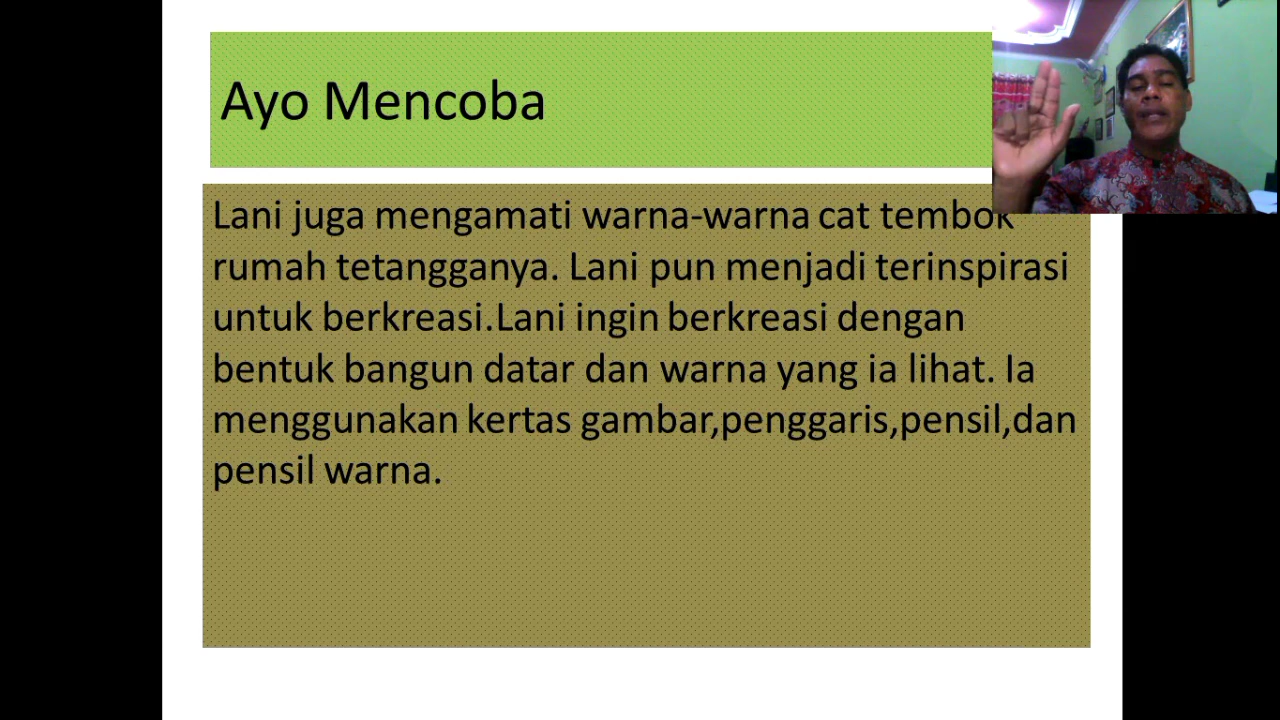 Ayo Mencoba
Lani juga mengamati warna-warna cat tembok
rumah tetangganya. Lani pun menjadi terinspirasi
untuk berkreasi.Lani ingin berkreasi dengan
bentuk bangun datar dan warna yang ia lihat. Ia
menggunakan kertas gambar,penggaris,pensil,dan
pensil warna.